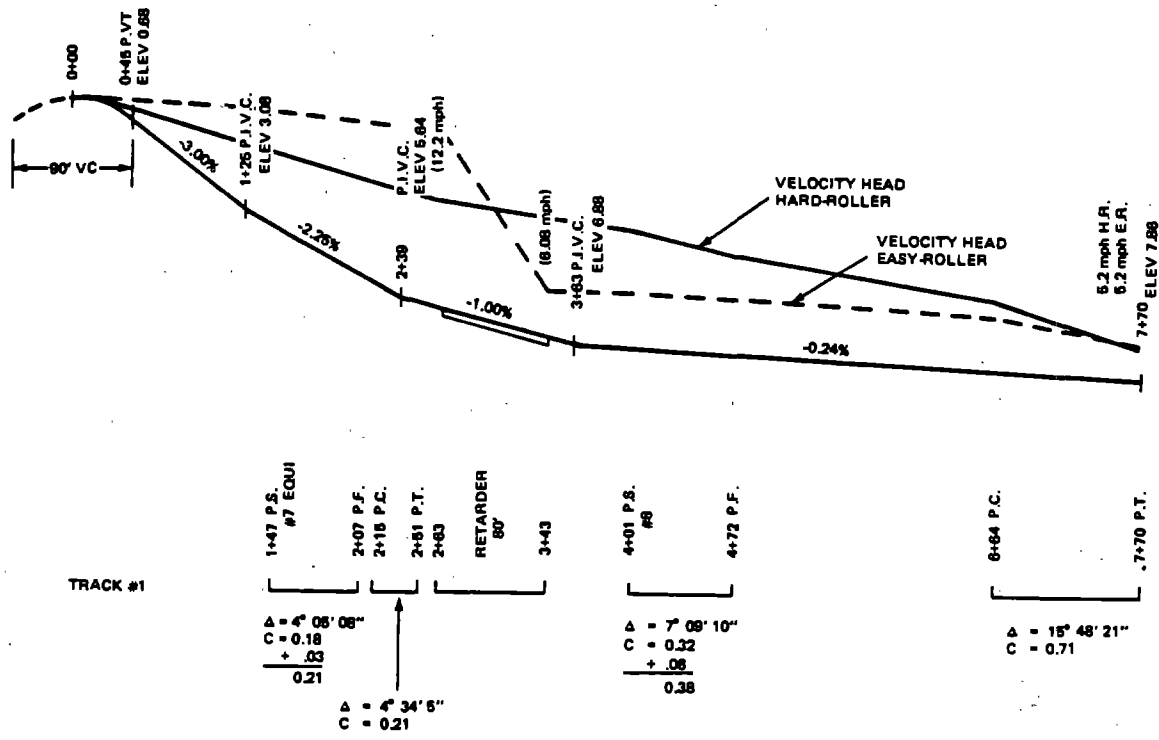 0+00
0+45 P.VT
ELEV 0.68
90' VC
-3.00%
1+25 P.I.V.C.
ELEV 3.08
-2.25%
2+39
P.I.V.C.
ELEV 5.64
(12.2 mph)
-1.00%
(6.08 mph)
3+63 P.I.V.C.
ELEV 6.88
-0.24%
VELOCITY HEAD
HARD-ROLLER
VELOCITY HEAD
EASY-ROLLER
5.2 mph H.R.
5.2 mph E.R.
ELEV 7.86
7+70
TRACK #1
1+47 P.S.
#7 EQUI
2+07 P.F.
2+15 P.C.
2+51 P.T.
2+63
RETARDER
80'
3+43
4+01 P.S.
#8
4+72 P.F.
6+64 P.C.
7+70 P.T.
Δ = 4° 05' 08"
C = 0.18
+ .03
0.21
Δ = 4° 34' 5"
C = 0.21
Δ = 7° 09' 10"
C = 0.32
+ .06
0.38
Δ = 15° 48' 21"
C = 0.71